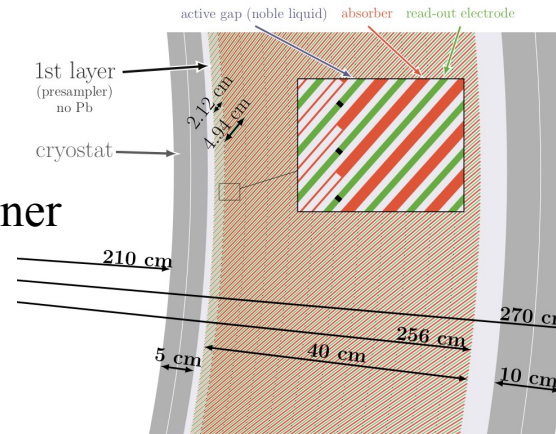 active gap (noble liquid) absorber read-out electrode
1st layer
(presampler)
no Pb
2.12 cm
4.94 cm
cryostat
ner
210 cm
270 cm
256 cm
40 cm
5 cm
10 cm